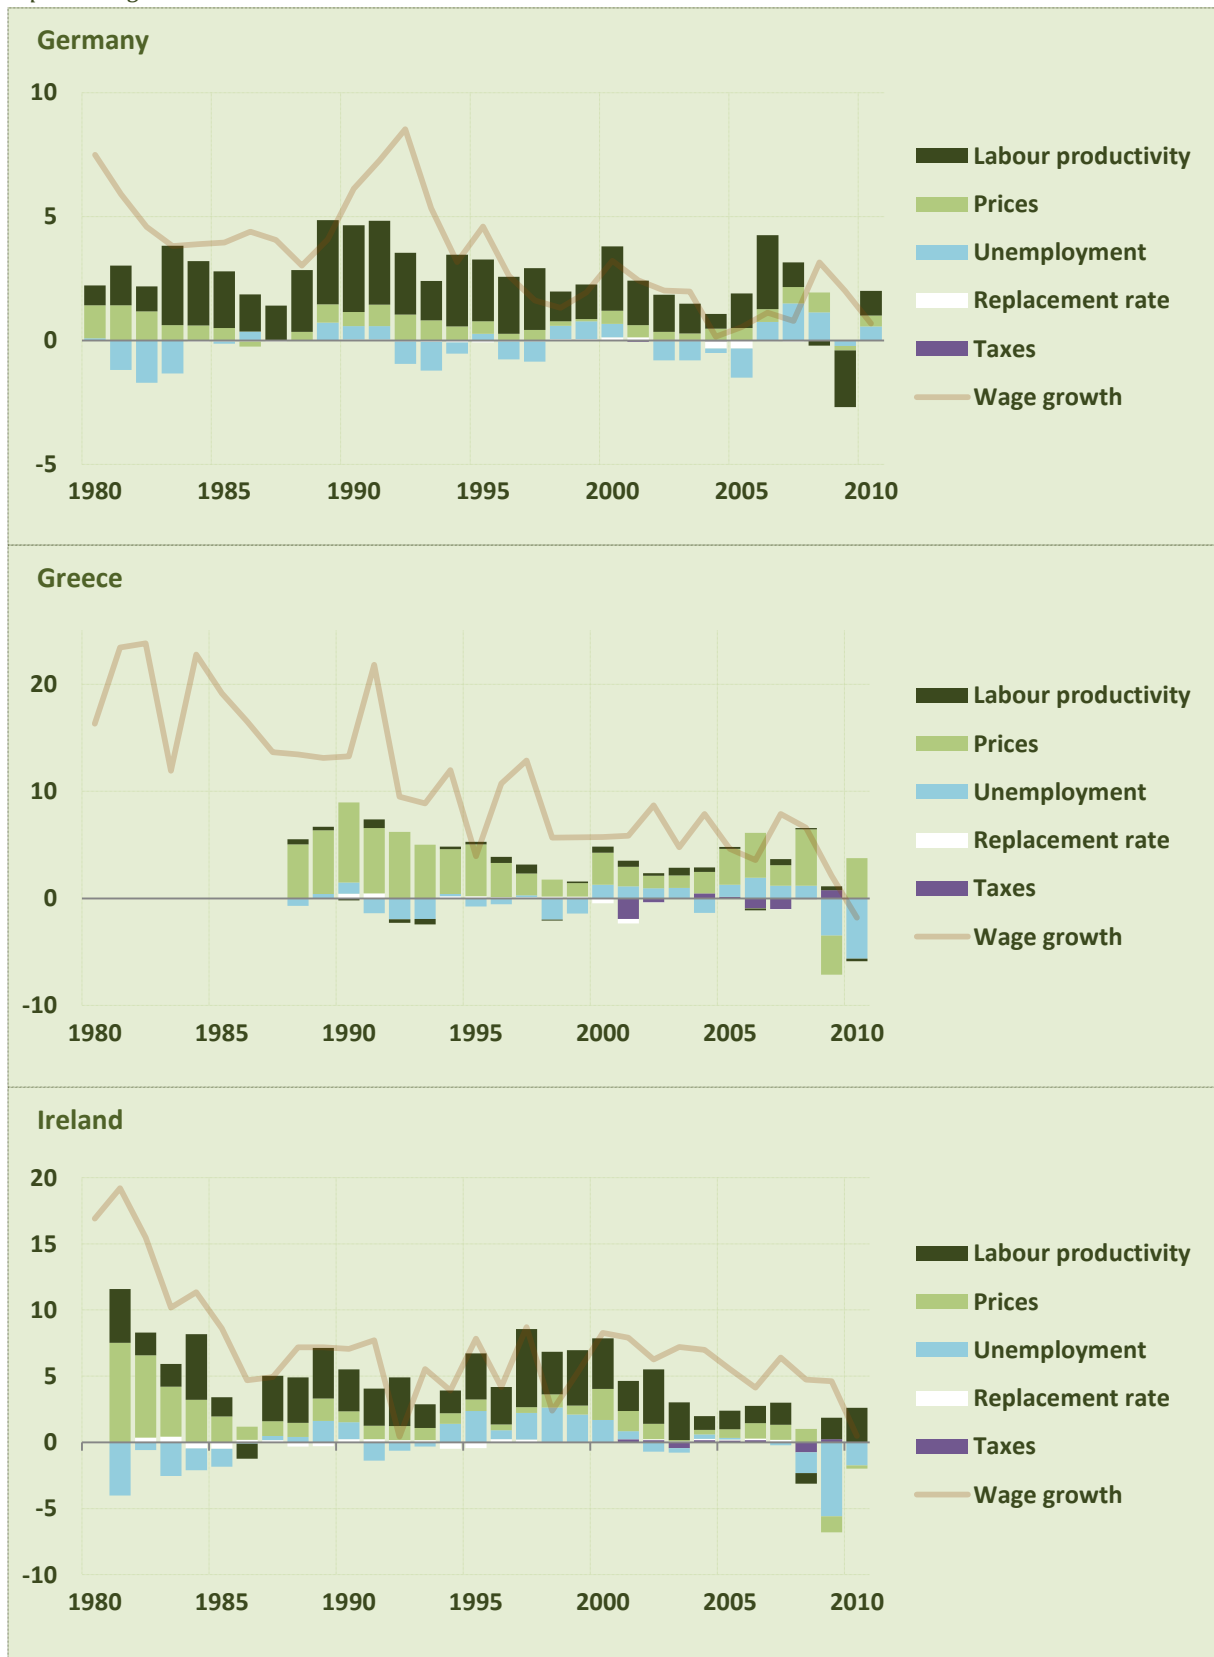 Germany
10
5
0
-5
1980 1985 1990 1995 2000 2005 2010
Labour productivity
Prices
Unemployment
Replacement rate
Taxes
Wage growth
Greece
20
10
0
-10
1980 1985 1990 1995 2000 2005 2010
Labour productivity
Prices
Unemployment
Replacement rate
Taxes
Wage growth
Ireland
20
15
10
5
0
-5
-10
1980 1985 1990 1995 2000 2005 2010
Labour productivity
Prices
Unemployment
Replacement rate
Taxes
Wage growth